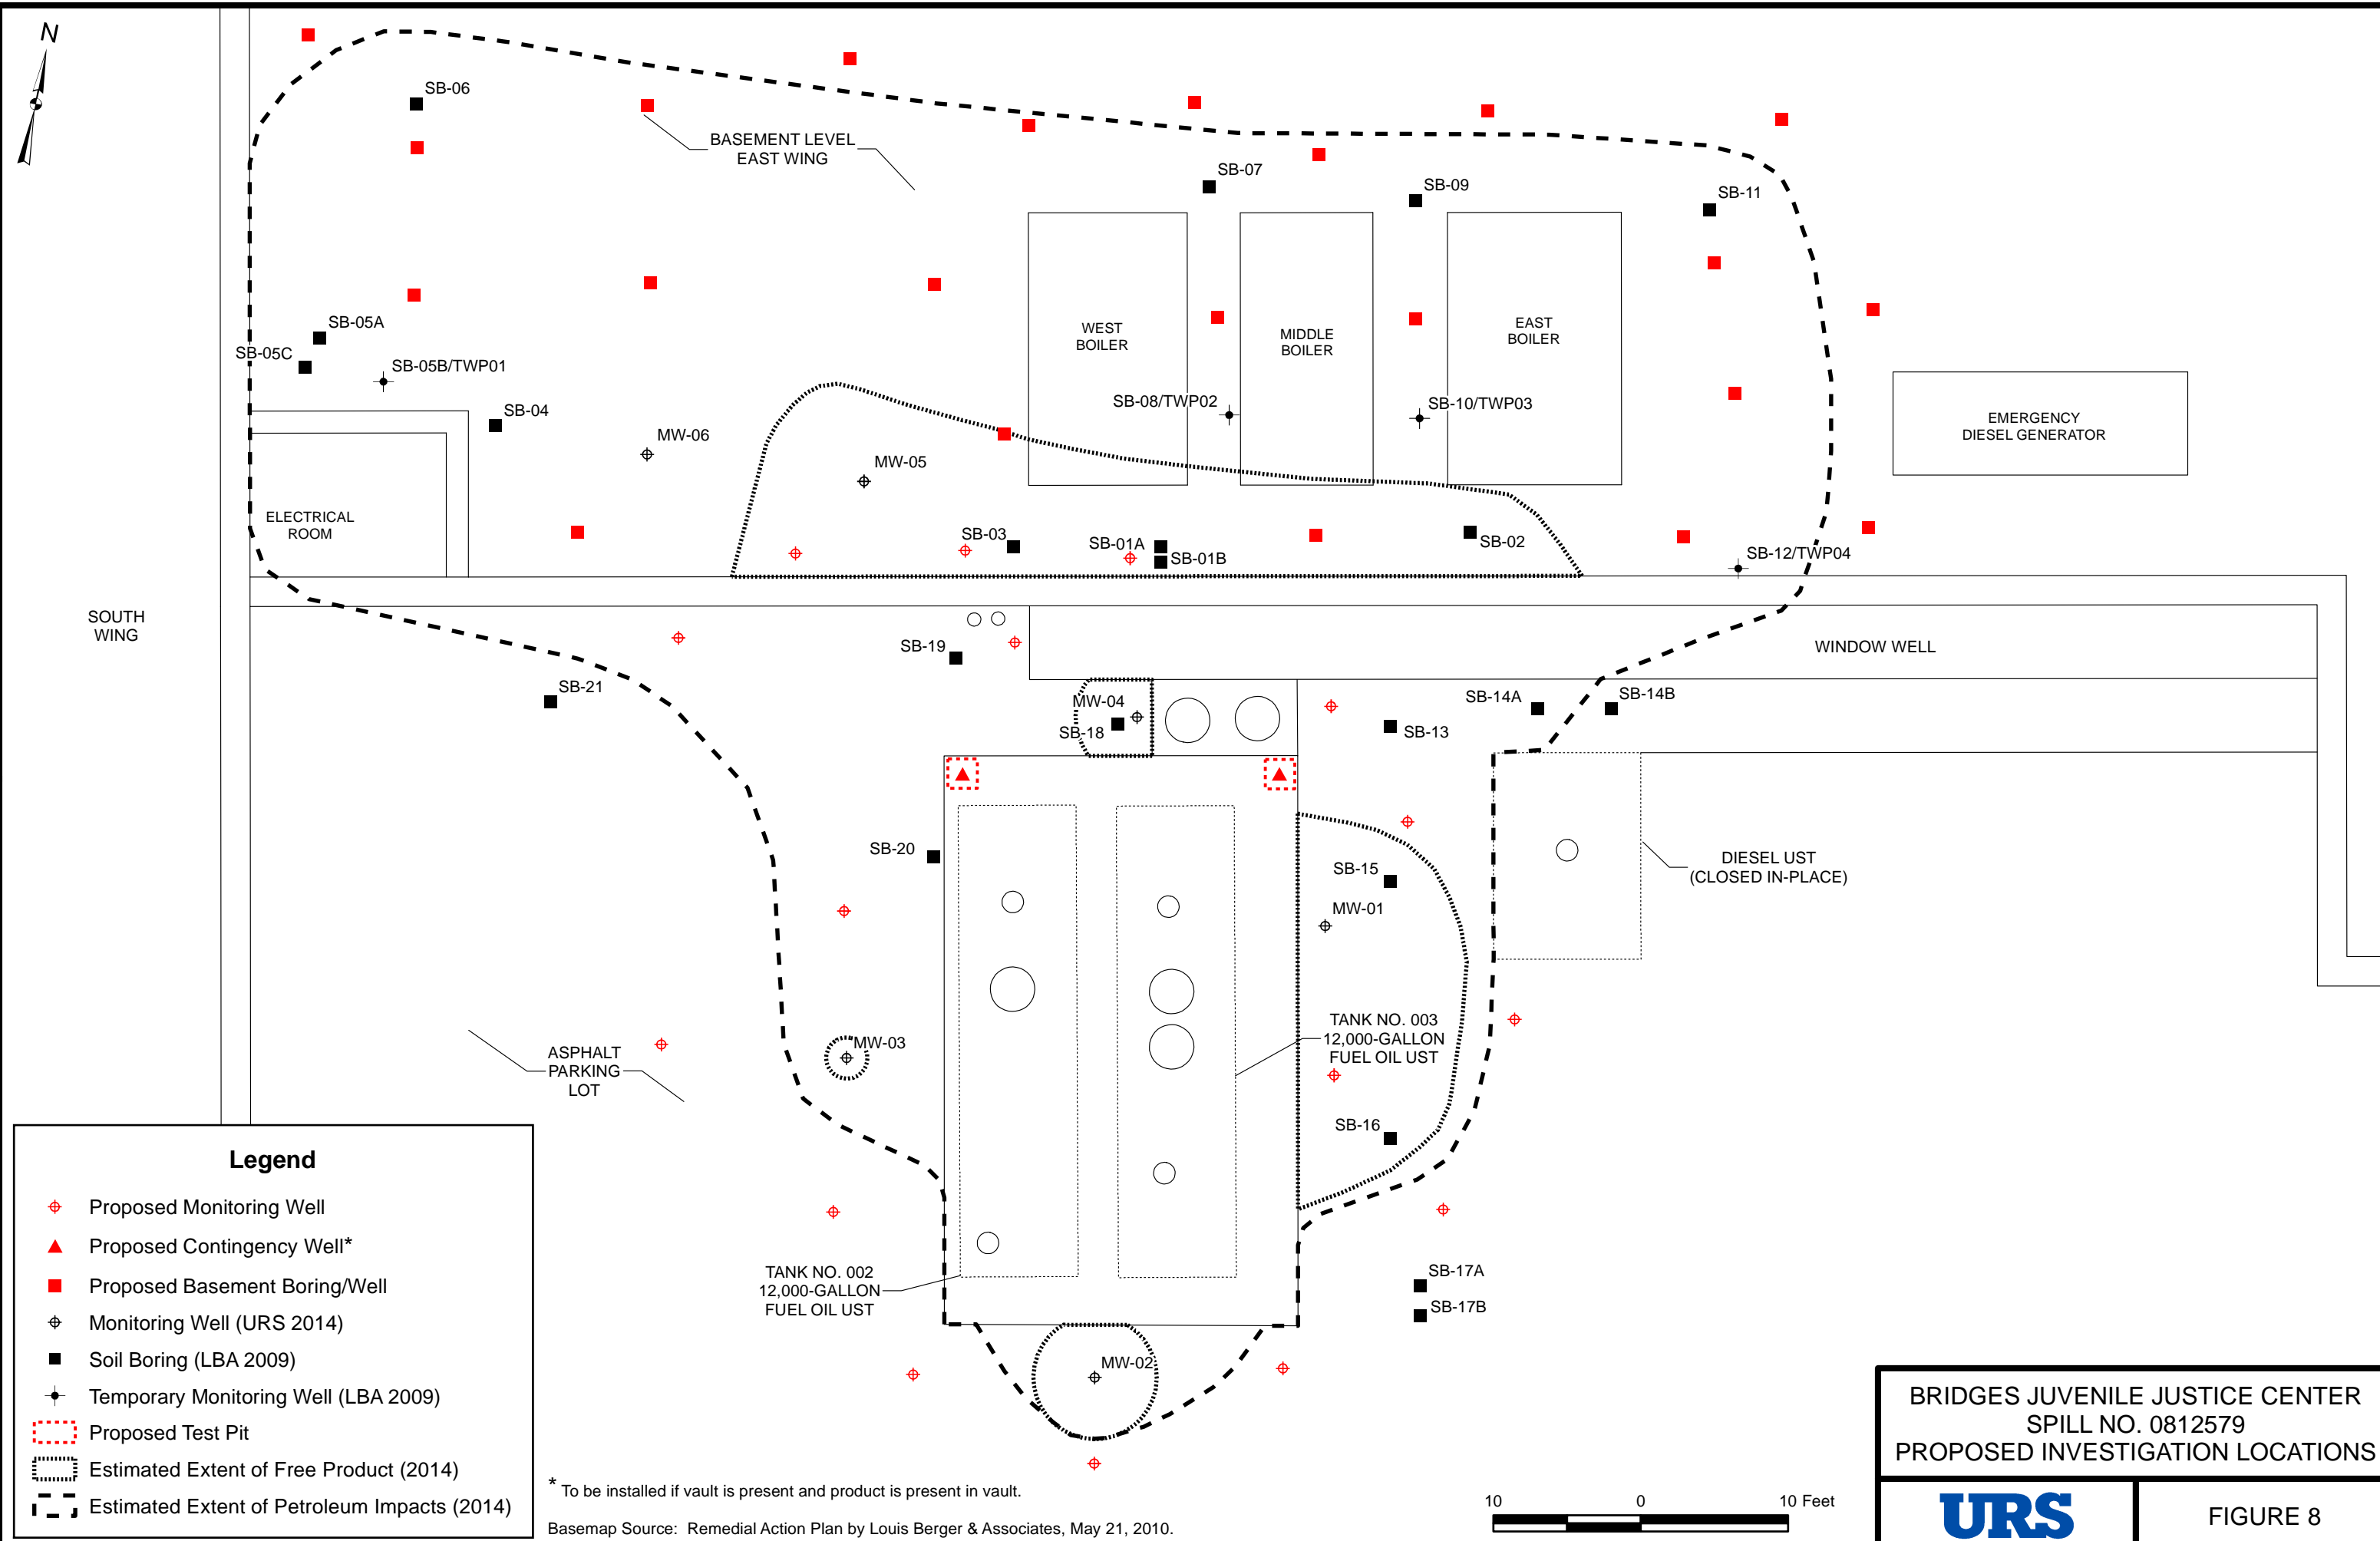 N
SB-06
BASEMENT LEVEL
EAST WING
SB-07
SB-09
SB-11
SB-05A
SB-05C
SB-05B/TWP01
SB-04
WEST
BOILER
MIDDLE
BOILER
EAST
BOILER
SB-08/TWP02
SB-10/TWP03
EMERGENCY
DIESEL GENERATOR
MW-06
MW-05
ELECTRICAL
ROOM
SB-03
SB-01A
SB-01B
SB-02
SB-12/TWP04
SOUTH
WING
SB-19
WINDOW WELL
SB-21
MW-04
SB-18
SB-14A
SB-14B
SB-13
SB-20
SB-15
DIESEL UST
(CLOSED IN-PLACE)
MW-01
TANK NO. 003
12,000-GALLON
FUEL OIL UST
MW-03
ASPHALT
PARKING
LOT
SB-16
TANK NO. 002
12,000-GALLON
FUEL OIL UST
SB-17A
SB-17B
MW-02
Legend
Proposed Monitoring Well
Proposed Contingency Well*
Proposed Basement Boring/Well
Monitoring Well (URS 2014)
Soil Boring (LBA 2009)
Temporary Monitoring Well (LBA 2009)
Proposed Test Pit
Estimated Extent of Free Product (2014)
Estimated Extent of Petroleum Impacts (2014)
* To be installed if vault is present and product is present in vault.
Basemap Source: Remedial Action Plan by Louis Berger & Associates, May 21, 2010.
10 0 10 Feet
BRIDGES JUVENILE JUSTICE CENTER
SPILL NO. 0812579
PROPOSED INVESTIGATION LOCATIONS
URS
FIGURE 8